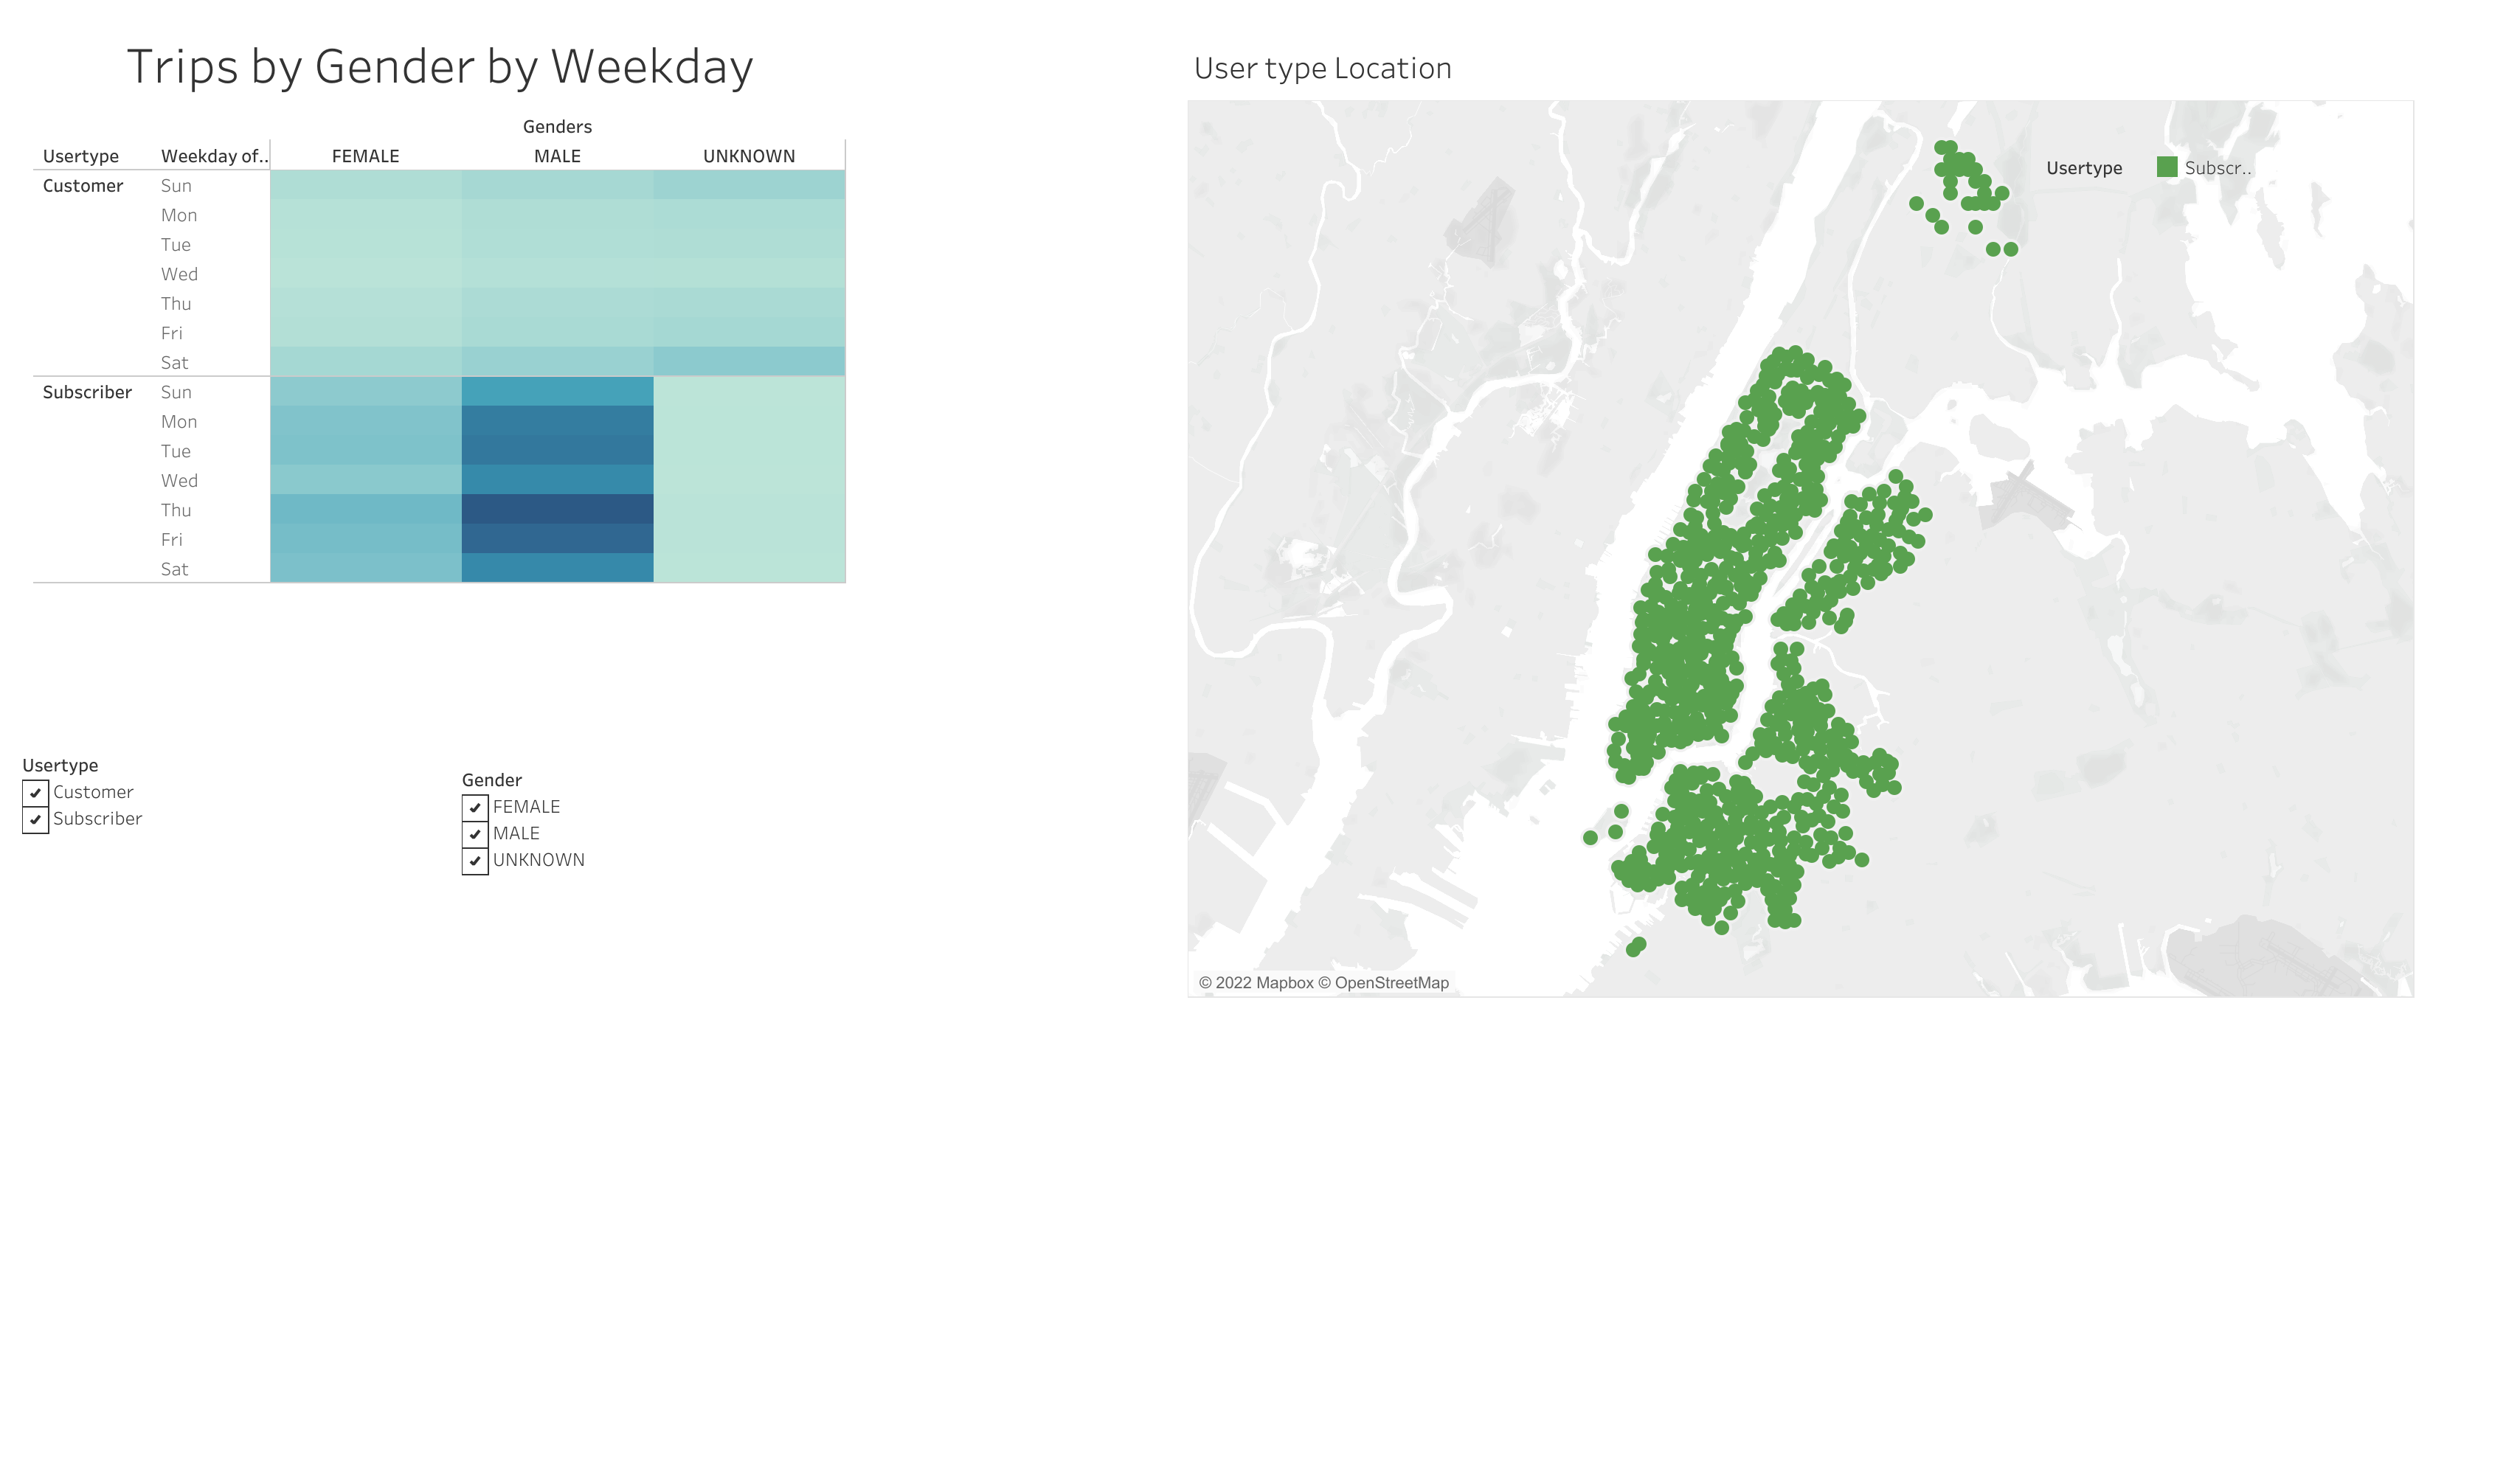 Trips by Gender by Weekday
Genders
Usertype Weekday of.. FEMALE MALE UNKNOWN
Customer Sun
Mon
Tue
Wed
Thu
Fri
Sat
Subscriber Sun
Mon
Tue
Wed
Thu
Fri
Sat
Usertype
Customer
Subscriber
Gender
FEMALE
MALE
UNKNOWN
User type Location
Usertype Subscr..
© 2022 Mapbox © OpenStreetMap